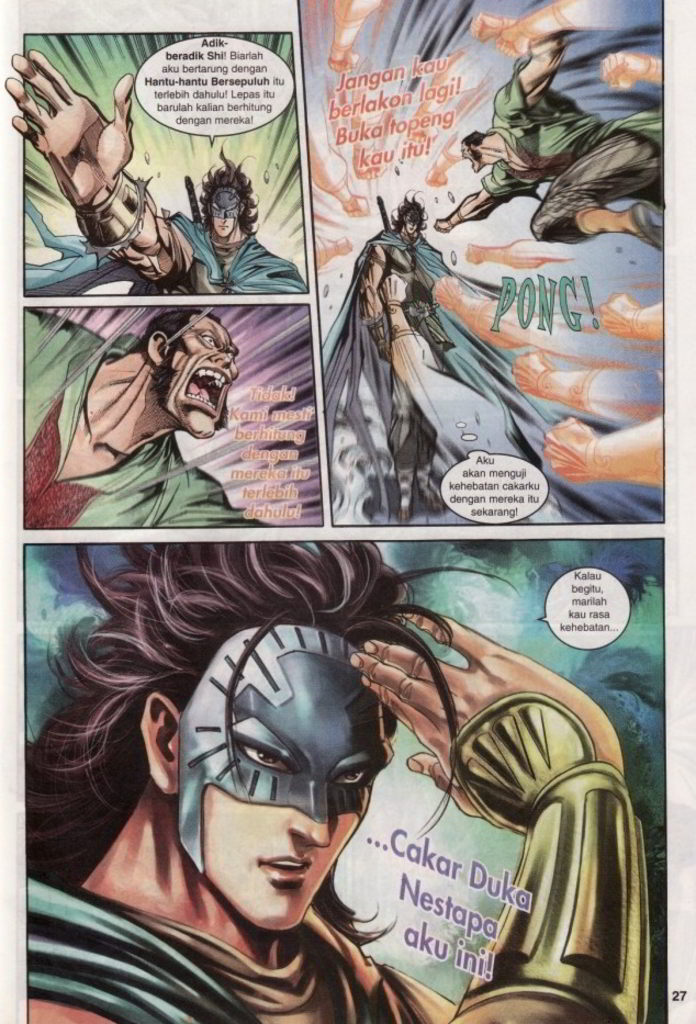 Adik-
beradik Shi! Biarlah
aku bertarung dengan
Hantu-hantu Bersepuluh itu
terlebih dahulu! Lepas itu
barulah kalian berhitung
dengan mereka!
Tidak!
Kami mesti
berhitung
dengan
mereka itu
terlebih
dahulu!
Jangan kau
berlakon lagi!
Buka topeng
kau itu!
PONG!
Aku
akan menguji
kehebatan cakarku
dengan mereka itu
sekarang!
Kalau
begitu,
marilah
kau rasa
kehebatan...
...Cakar Duka
Nestapa
aku ini!
27